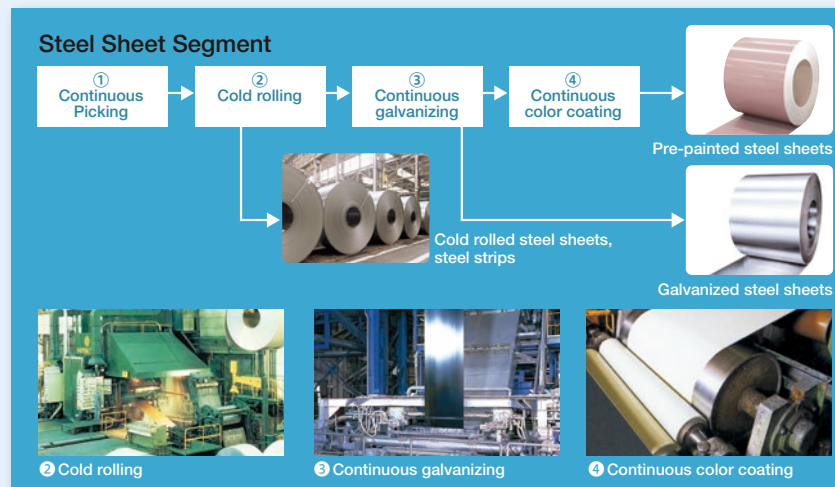 Steel Sheet Segment
①
Continuous
Picking
②
Cold rolling
③
Continuous
galvanizing
④
Continuous
color coating
Pre-painted steel sheets
Cold rolled steel sheets,
steel strips
Galvanized steel sheets
❷ Cold rolling
❸ Continuous galvanizing
❹ Continuous color coating